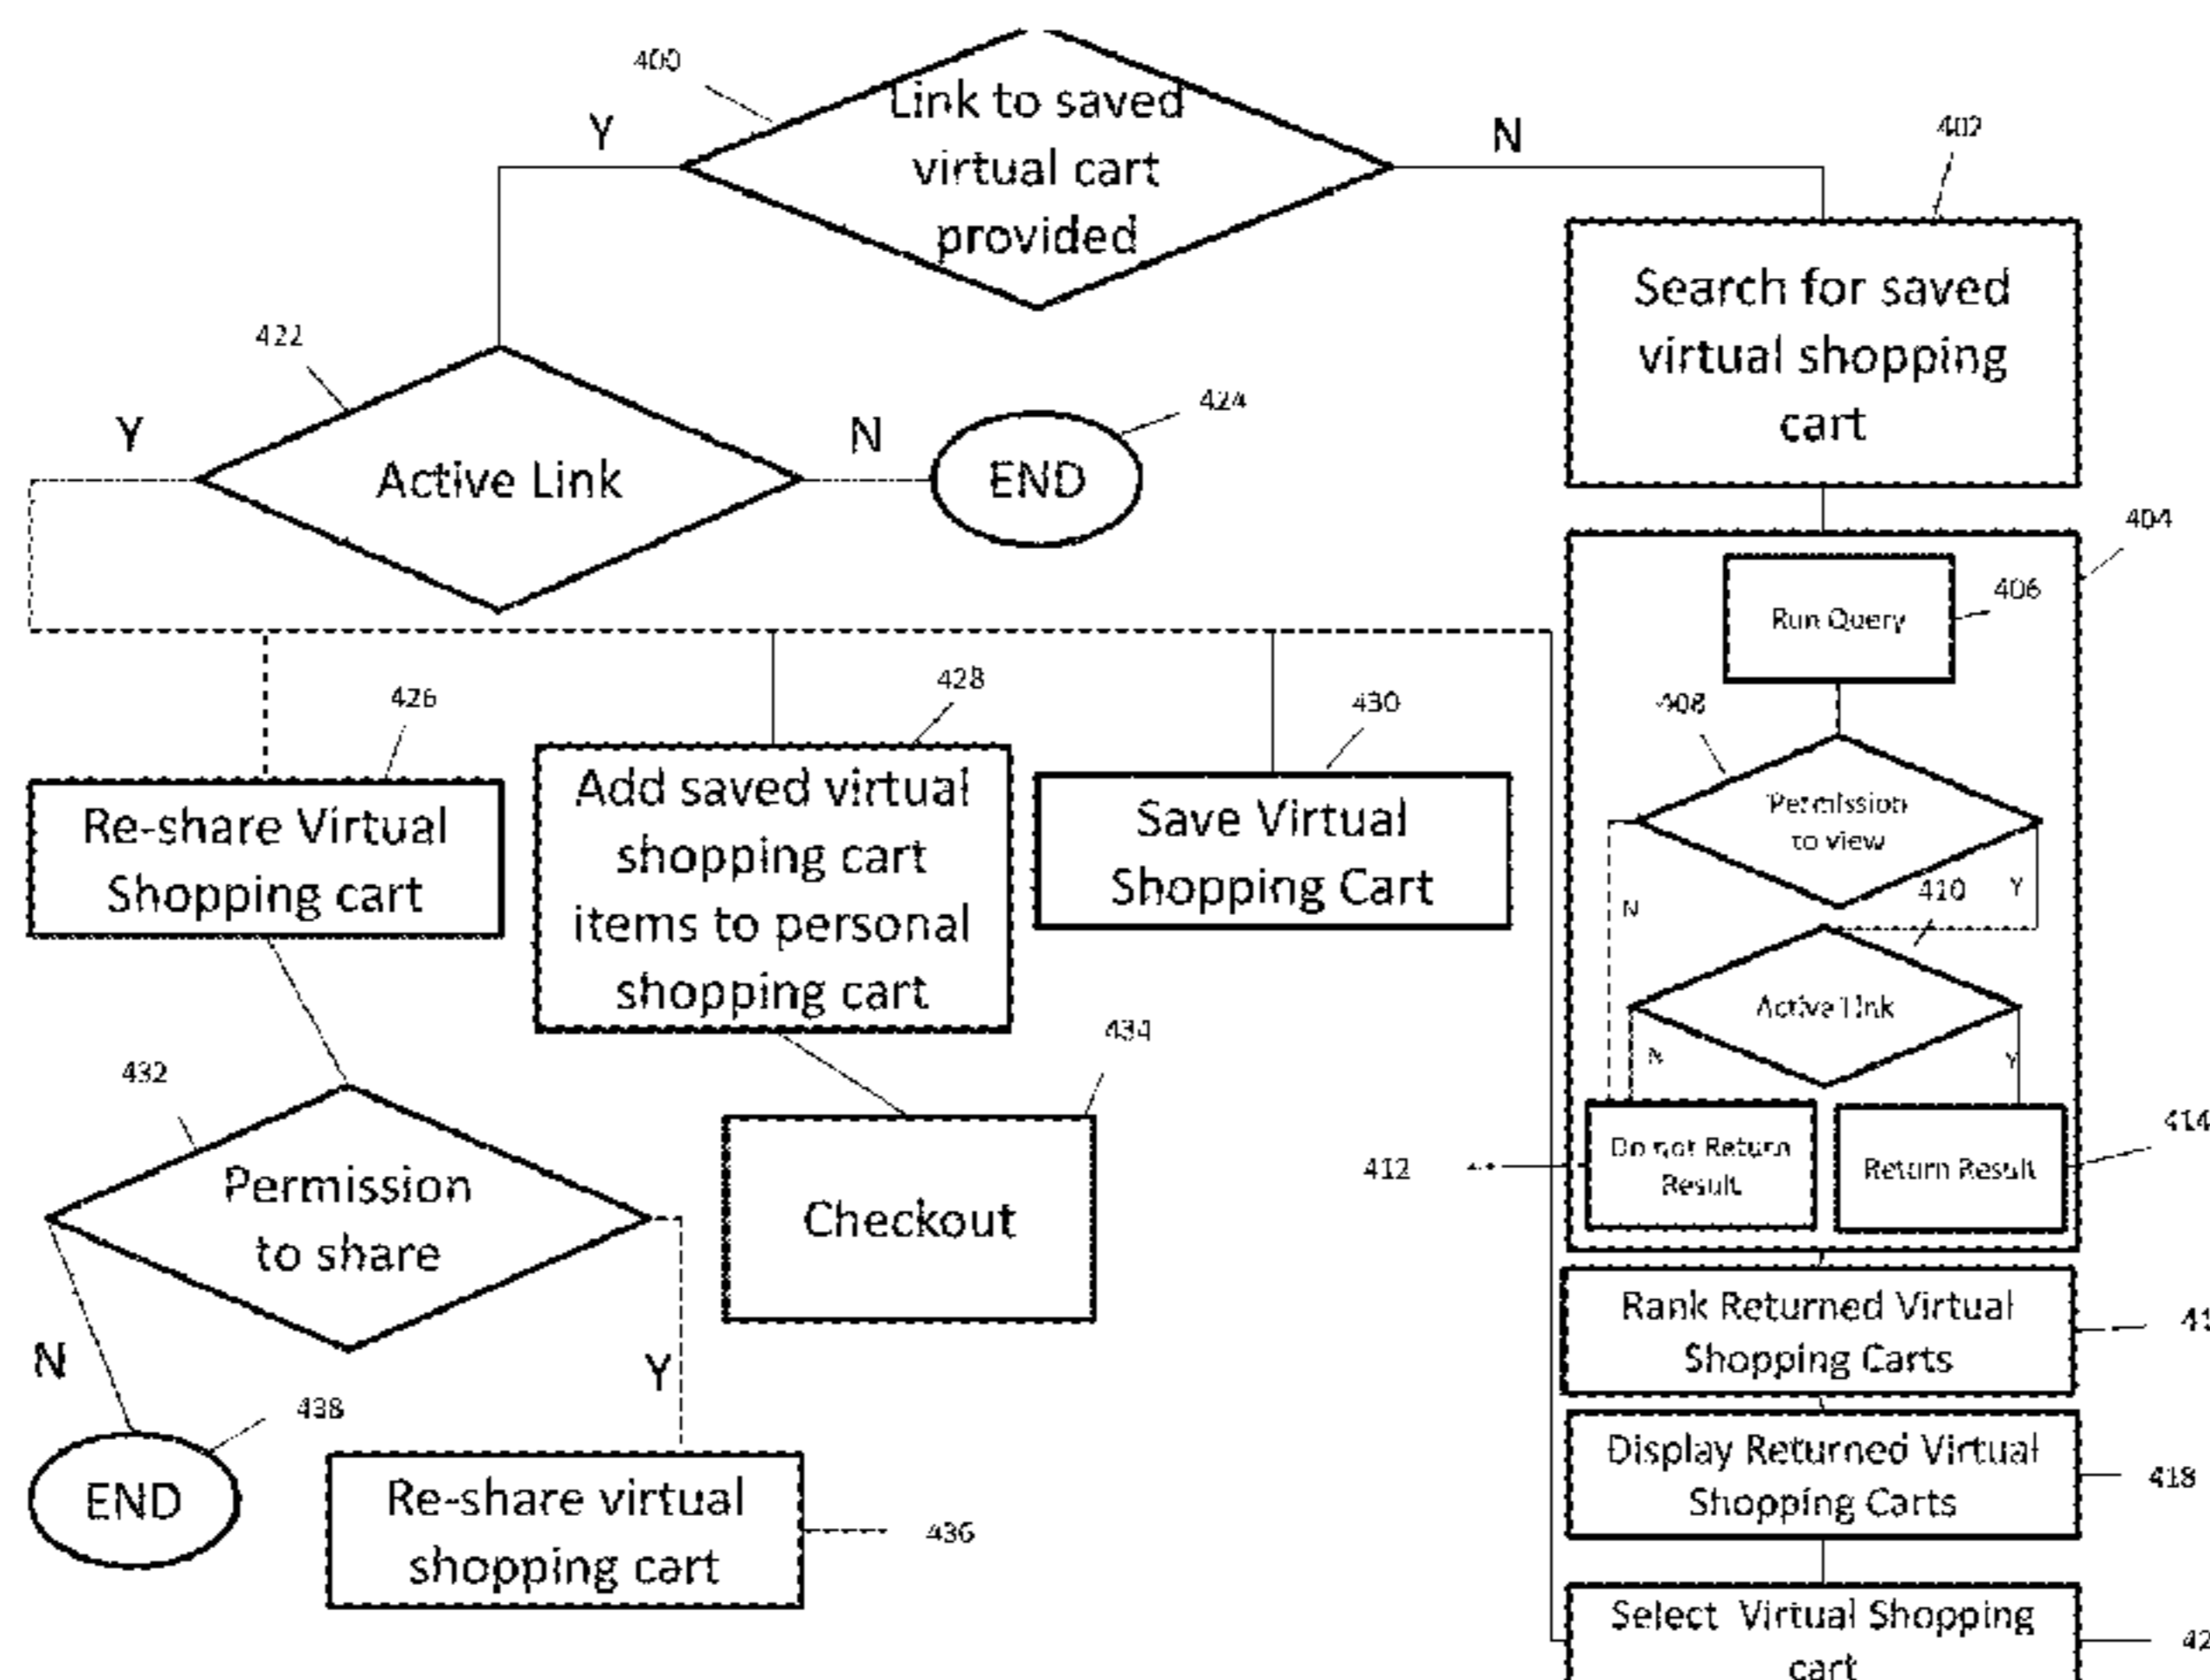 400
Link to saved
virtual cart
provided
Y
N
402
Search for saved
virtual shopping
cart
422
Y
Active Link
N
424
END
404
Run Query
406
408
Permission
to view
N
410
Y
Active Link
N
Y
Do not Return
Result
412
Return Result
414
426
Re-share Virtual
Shopping cart
428
Add saved virtual
shopping cart
items to personal
shopping cart
430
Save Virtual
Shopping Cart
432
Permission
to share
434
Checkout
N
Y
438
END
Re-share virtual
shopping cart
436
Rank Returned Virtual
Shopping Carts
41
Display Returned Virtual
Shopping Carts
418
Select Virtual Shopping
cart
42